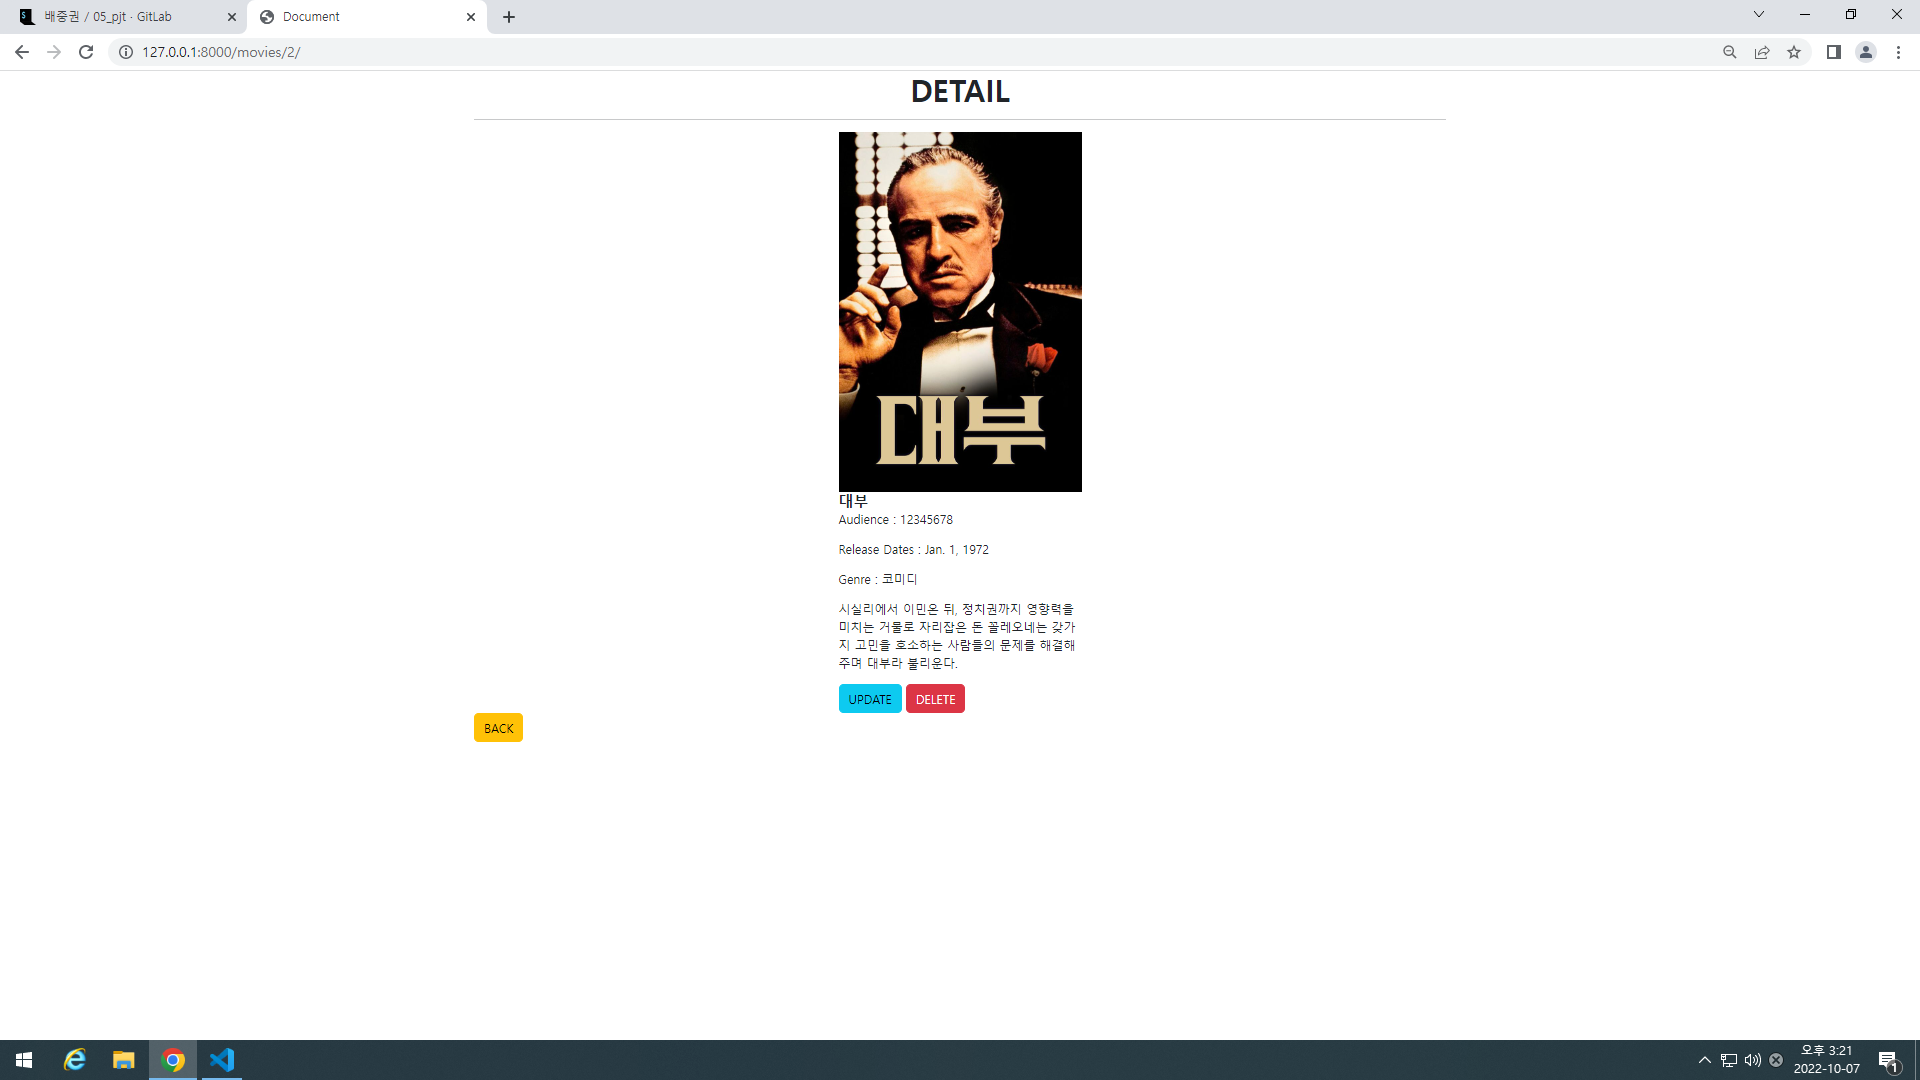 배중권 / 05_pjt · GitLab
Document
127.0.0.1:8000/movies/2/
DETAIL
대부
대부
Audience : 12345678
Release Dates : Jan. 1, 1972
Genre : 코미디
시실리에서 이민온 뒤, 정치권까지 영향력을
미치는 거물로 자리잡은 돈 꼴레오네는 갖가
지 고민을 호소하는 사람들의 문제를 해결해
주며 대부라 불리운다.
UPDATE DELETE
BACK
오후 3:21
2022-10-07
1